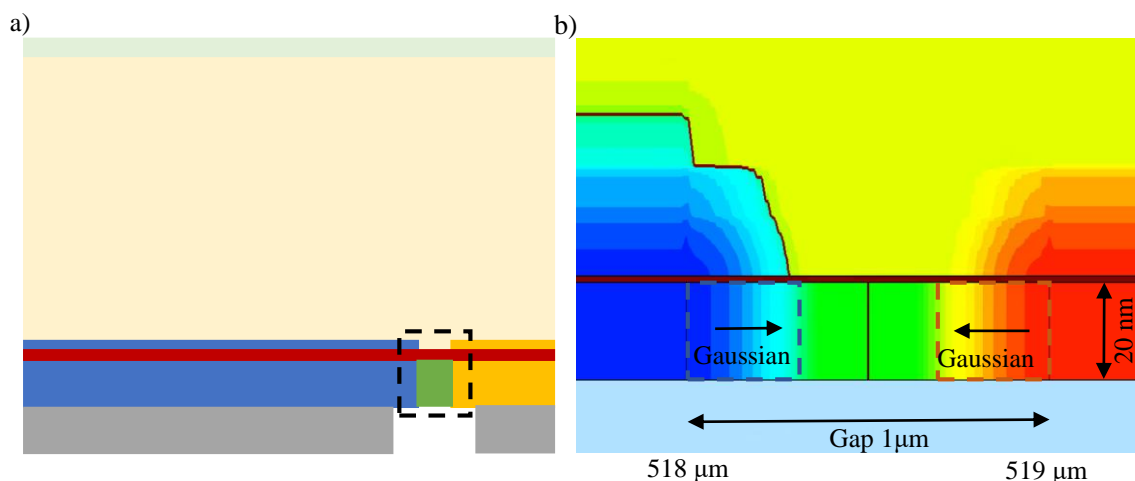 a)
b)
Gaussian
Gaussian
20 nm
Gap 1μm
518 μm
519 μm